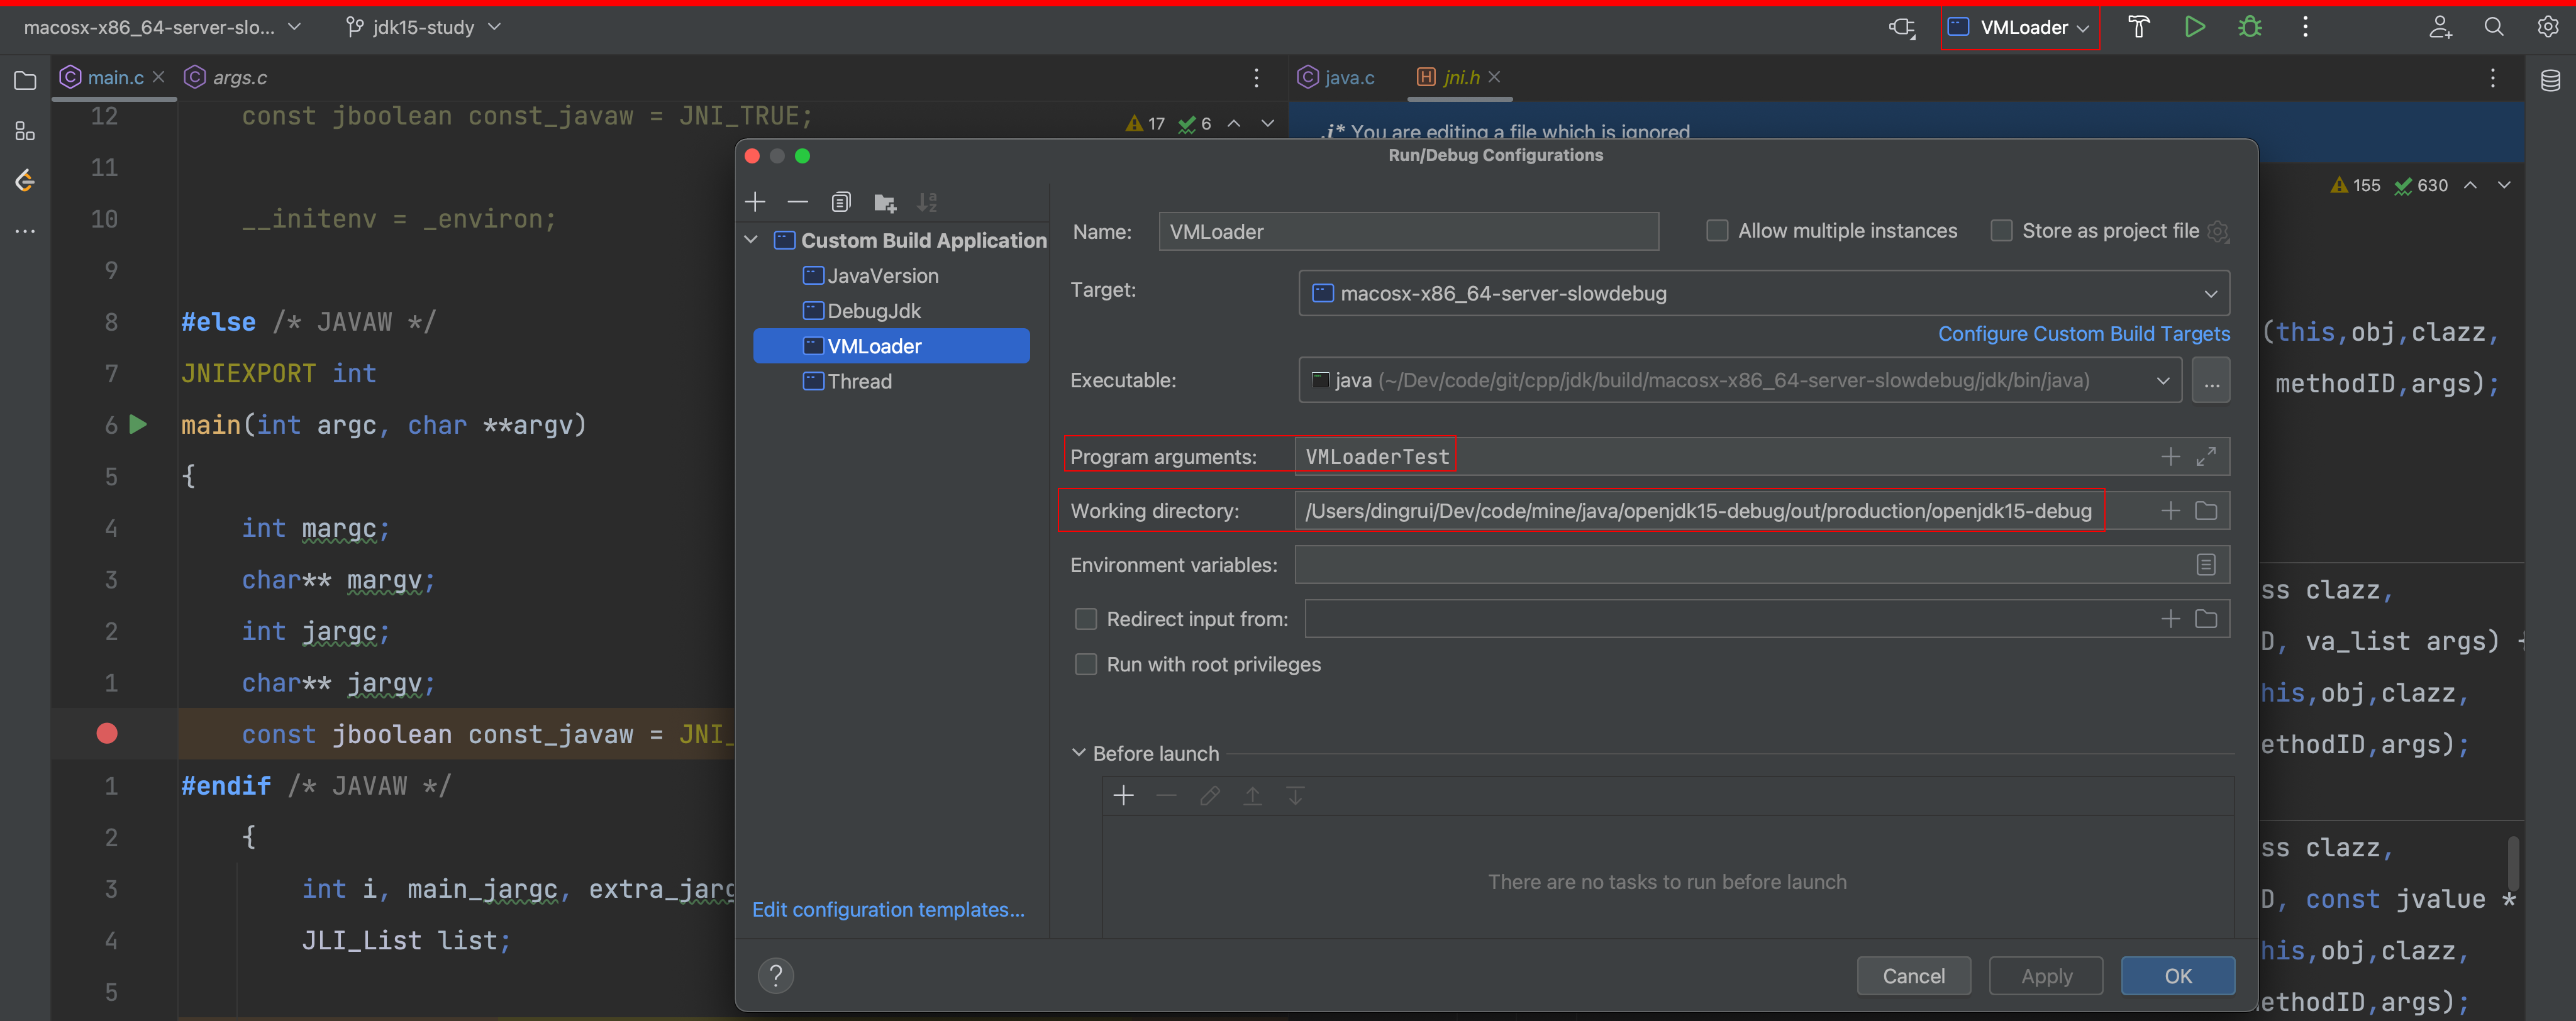 macosx-x86_64-server-slo...
jdk15-study
VMLoader
main.c
args.c
java.c
jni.h
12 const jboolean const_javaw = JNI_TRUE;
17
6
11
10 __initenv = _environ;
9
8 #else /* JAVAW */
7 JNIEXPORT int
6 main(int argc, char **argv)
5 {
4 int margc;
3 char** margv;
2 int jargc;
1 char** jargv;
const jboolean const_javaw = JNI_
1 #endif /* JAVAW */
2 {
3 int i, main_jargc, extra_jarg
4 JLI_List list;
5
.i* You are editing a file which is ignored
155
630
Run/Debug Configurations
Custom Build Application
JavaVersion
DebugJdk
VMLoader
Thread
Edit configuration templates...
Name: VMLoader
Allow multiple instances
Store as project file
Target: macosx-x86_64-server-slowdebug
Configure Custom Build Targets
Executable: java (~/Dev/code/git/cpp/jdk/build/macosx-x86_64-server-slowdebug/jdk/bin/java)
...
Program arguments: VMLoaderTest
Working directory: /Users/dingrui/Dev/code/mine/java/openjdk15-debug/out/production/openjdk15-debug
Environment variables:
Redirect input from:
Run with root privileges
Before launch
There are no tasks to run before launch
?
Cancel
Apply
OK
(this,obj,clazz,
methodID,args);
ss clazz,
D, va_list args) {
his,obj,clazz,
ethodID,args);
ss clazz,
D, const jvalue *
his,obj,clazz,
ethodID,args);